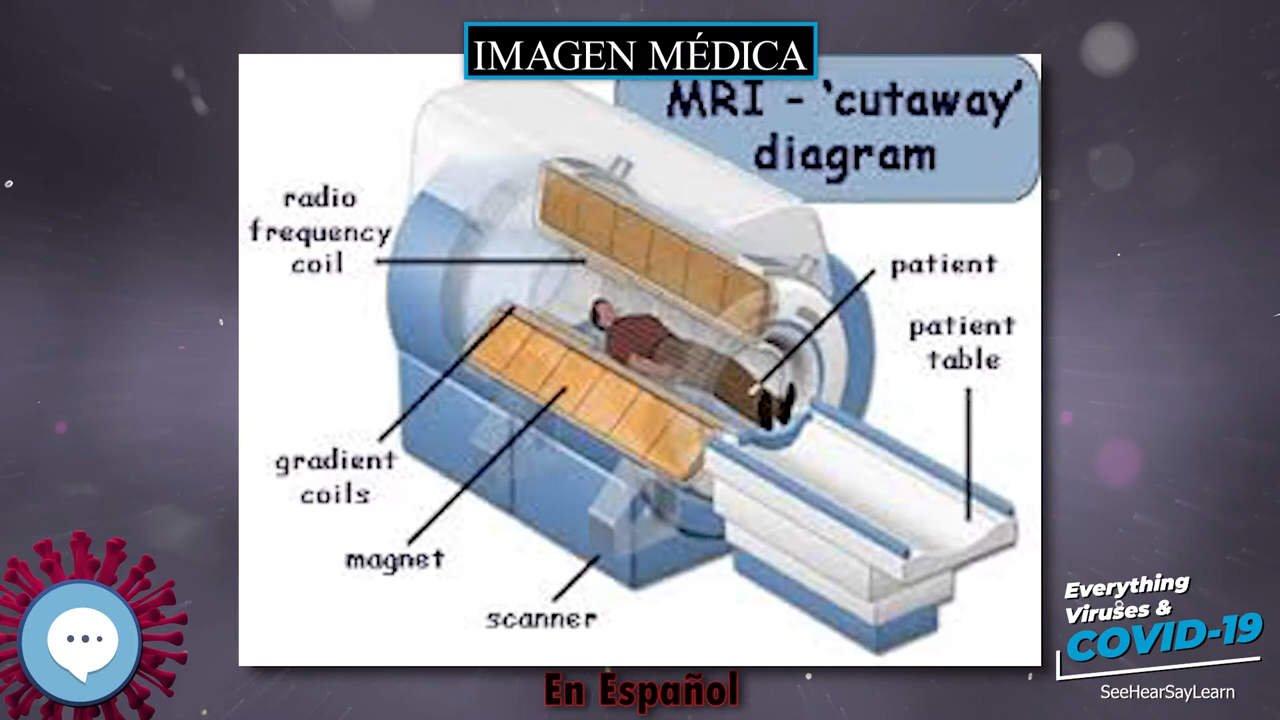 IMAGEN MÉDICA
MRI - 'cutaway'
diagram
radio
frequency
coil
patient
patient
table
gradient
coils
magnet
scanner
Everything
Viruses &
COVID-19
SeeHearSayLearn
En Español